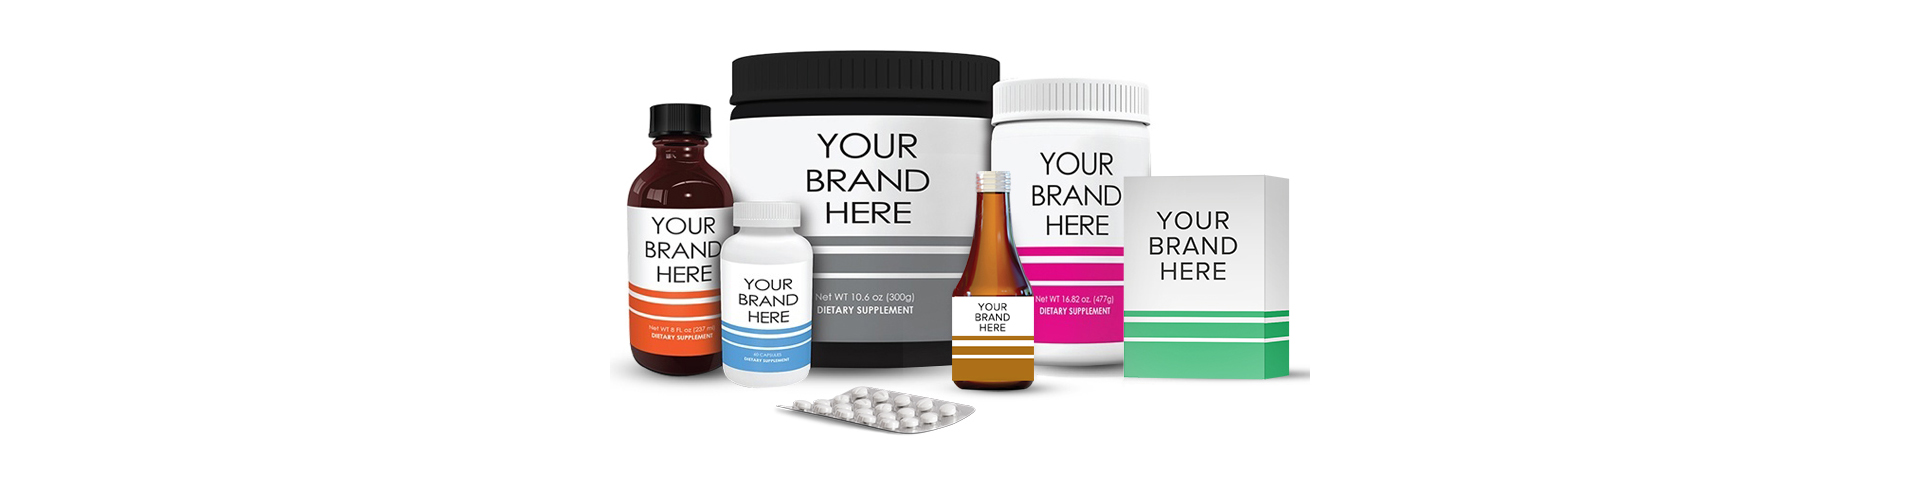 YOUR
BRAND
HERE
Net WT 8 FL oz (237 ml)
DIETARY SUPPLEMENT
YOUR
BRAND
HERE
60 CAPSULES
DIETARY SUPPLEMENT
YOUR
BRAND
HERE
Net WT 10.6 oz (300g)
DIETARY SUPPLEMENT
YOUR
BRAND
HERE
YOUR
BRAND
HERE
Net WT 16.82 oz. (477g)
DIETARY SUPPLEMENT
YOUR
BRAND
HERE